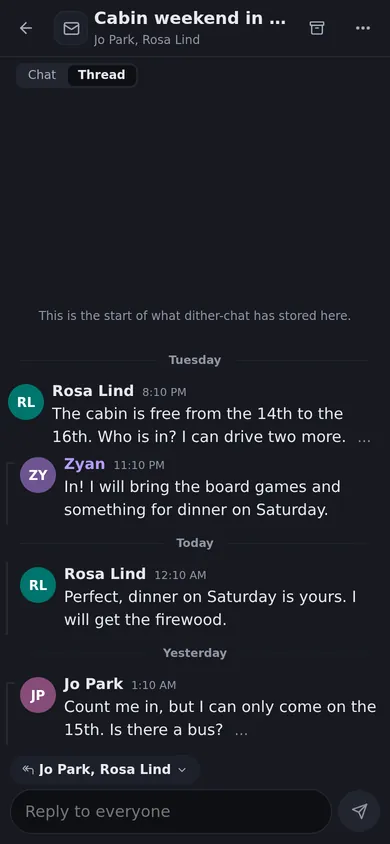 Cabin weekend in ...
Jo Park, Rosa Lind
Chat Thread
This is the start of what dither-chat has stored here.
Tuesday
RL Rosa Lind 8:10 PM
The cabin is free from the 14th to the
16th. Who is in? I can drive two more. ...
ZY Zyan 11:10 PM
In! I will bring the board games and
something for dinner on Saturday.
Today
RL Rosa Lind 12:10 AM
Perfect, dinner on Saturday is yours. I
will get the firewood.
Yesterday
JP Jo Park 1:10 AM
Count me in, but I can only come on the
15th. Is there a bus? ...
Jo Park, Rosa Lind
Reply to everyone